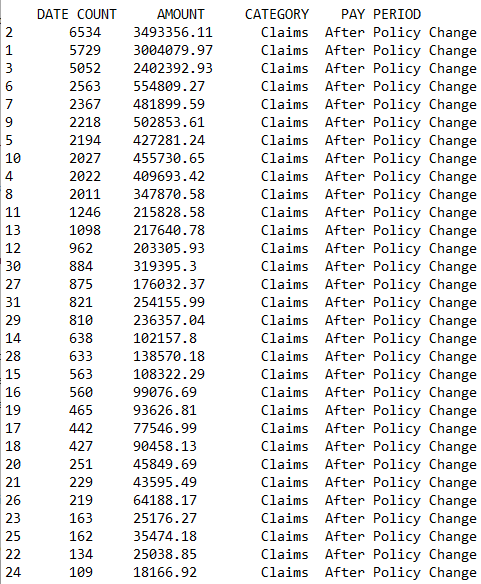 DATE COUNT AMOUNT CATEGORY PAY PERIOD
2 6534 3493356.11 Claims After Policy Change
1 5729 3004079.97 Claims After Policy Change
3 5052 2402392.93 Claims After Policy Change
6 2563 554809.27 Claims After Policy Change
7 2367 481899.59 Claims After Policy Change
9 2218 502853.61 Claims After Policy Change
5 2194 427281.24 Claims After Policy Change
10 2027 455730.65 Claims After Policy Change
4 2022 409693.42 Claims After Policy Change
8 2011 347870.58 Claims After Policy Change
11 1246 215828.58 Claims After Policy Change
13 1098 217640.78 Claims After Policy Change
12 962 203305.93 Claims After Policy Change
30 884 319395.3 Claims After Policy Change
27 875 176032.37 Claims After Policy Change
31 821 254155.99 Claims After Policy Change
29 810 236357.04 Claims After Policy Change
14 638 102157.8 Claims After Policy Change
28 633 138570.18 Claims After Policy Change
15 563 108322.29 Claims After Policy Change
16 560 99076.69 Claims After Policy Change
19 465 93626.81 Claims After Policy Change
17 442 77546.99 Claims After Policy Change
18 427 90458.13 Claims After Policy Change
20 251 45849.69 Claims After Policy Change
21 229 43595.49 Claims After Policy Change
26 219 64188.17 Claims After Policy Change
23 163 25176.27 Claims After Policy Change
25 162 35474.18 Claims After Policy Change
22 134 25038.85 Claims After Policy Change
24 109 18166.92 Claims After Policy Change